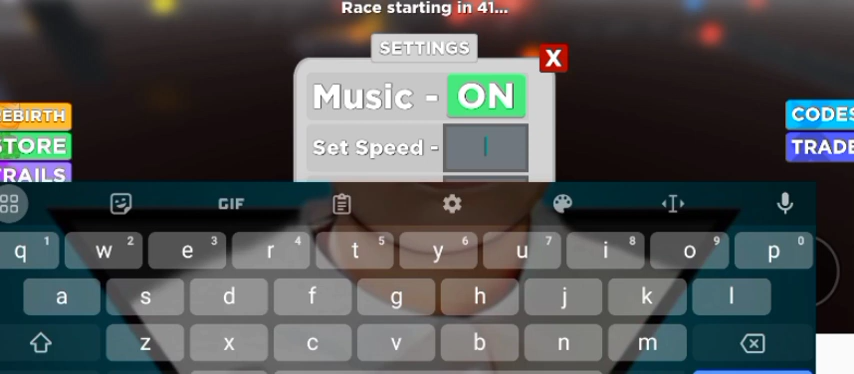 Race starting in 41...
SETTINGS
X
Music - ON
EBIRTH
CODES
Set Speed -
STORE
TRADE
TRAILS
GIF
q 1 w 2 e 3 r 4 t 5 y 6 u 7 i 8 o 9 p 0
a s d f g h j k l
z x c v b n m